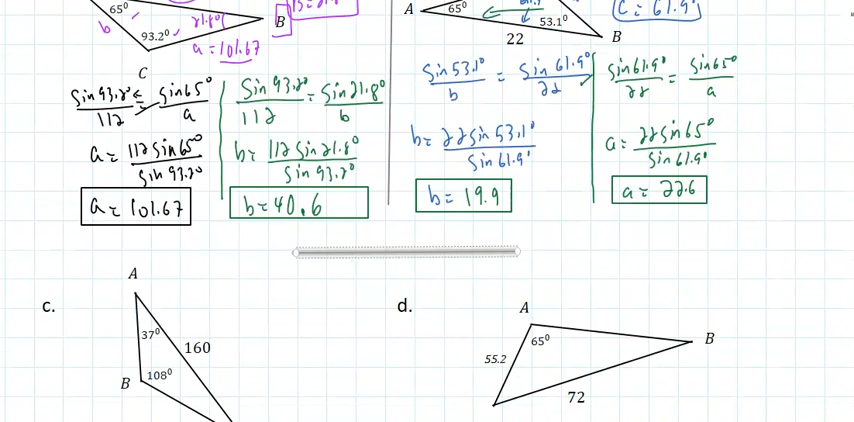 65⁰
b
93.2⁰
21.8⁰
B
a = 101.67
C
A
65⁰
53.1⁰
22
B
C = 61.9°
sin 93.2° / 112 = sin 65° / a
a = 112 sin 65° / sin 93.2°
a = 101.67
sin 93.2° / 112 = sin 21.8° / b
b = 112 sin 21.8° / sin 93.2°
b = 40.6
sin 53.1° / b = sin 61.9° / 22
b = 22 sin 53.1° / sin 61.9°
b = 19.9
sin 61.9° / 22 = sin 65° / a
a = 22 sin 65° / sin 61.9°
a = 22.6
c.
A
37⁰
160
B
108⁰
d.
A
65⁰
B
55.2
72